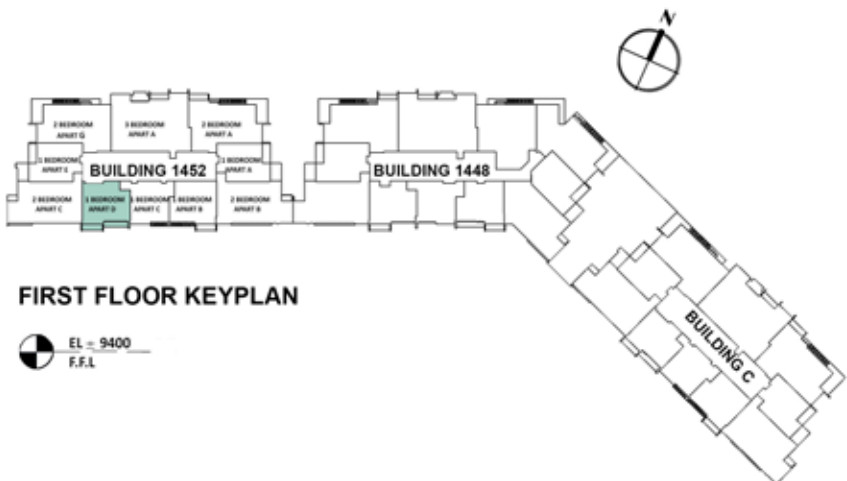 N
2 BEDROOM
APART G
3 BEDROOM
APART A
2 BEDROOM
APART A
1 BEDROOM
APART E
BUILDING 1452
1 BEDROOM
APART A
BUILDING 1448
2 BEDROOM
APART C
1 BEDROOM
APART D
1 BEDROOM
APART C
1 BEDROOM
APART B
2 BEDROOM
APART B
FIRST FLOOR KEYPLAN
EL = 9400
F.F.L
BUILDING C